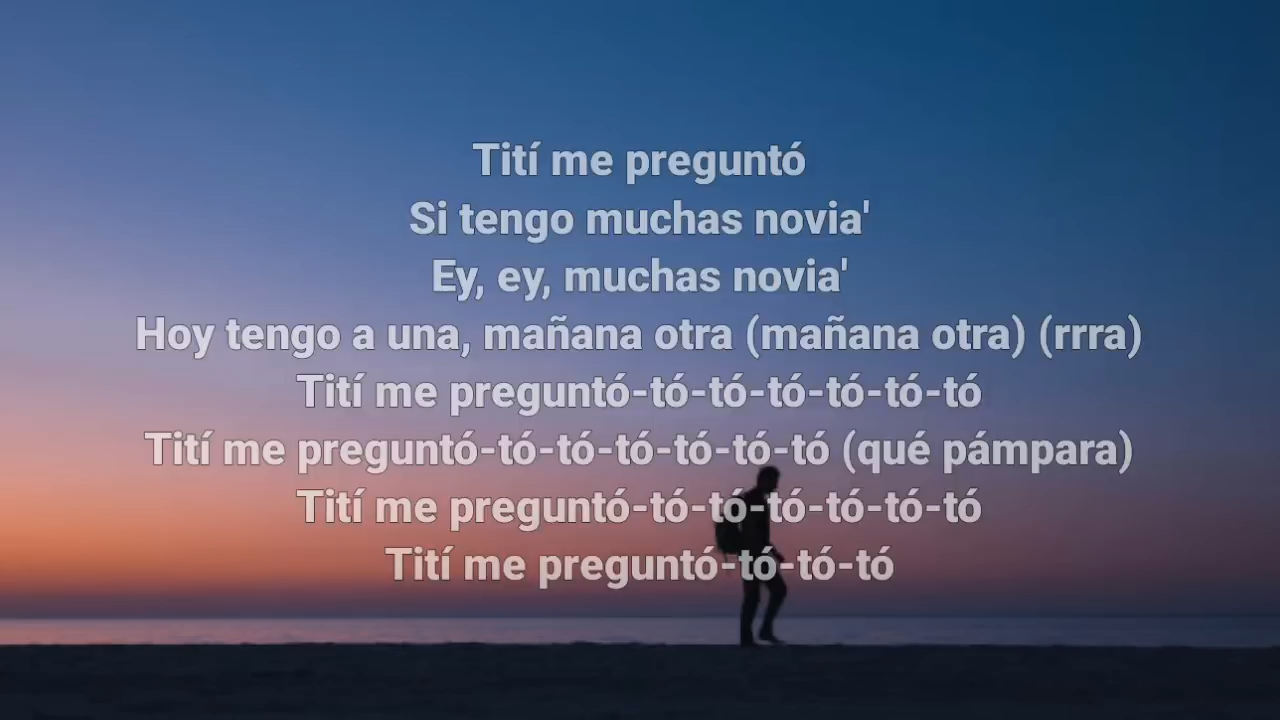 Tití me preguntó
Si tengo muchas novia'
Ey, ey, muchas novia'
Hoy tengo a una, mañana otra (mañana otra) (rrra)
Tití me preguntó-tó-tó-tó-tó-tó-tó
Tití me preguntó-tó-tó-tó-tó-tó-tó (qué pámpara)
Tití me preguntó-tó-tó-tó-tó-tó-tó
Tití me preguntó-tó-tó-tó